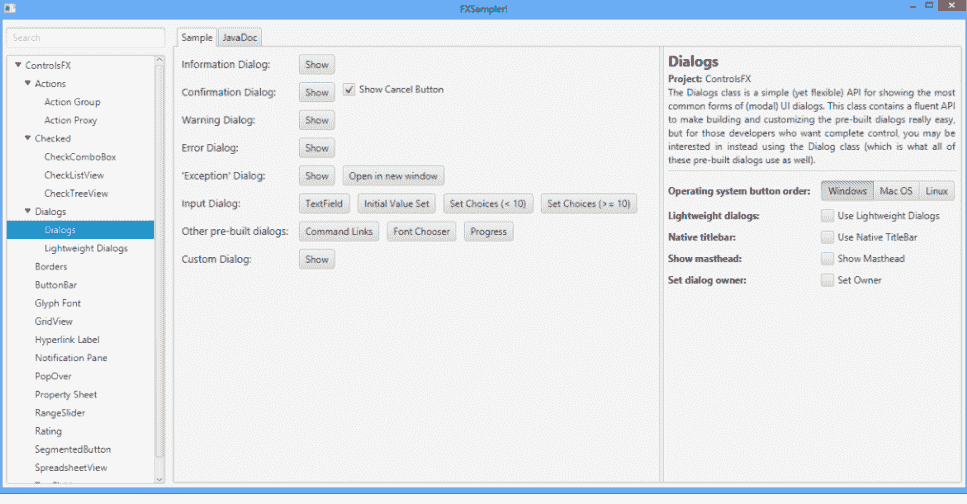 FXSampler!
Search
ControlsFX
Actions
Action Group
Action Proxy
Checked
CheckComboBox
CheckListView
CheckTreeView
Dialogs
Dialogs
Lightweight Dialogs
Borders
ButtonBar
Glyph Font
GridView
Hyperlink Label
Notification Pane
PopOver
Property Sheet
RangeSlider
Rating
SegmentedButton
SpreadsheetView
Sample JavaDoc
Information Dialog: Show
Confirmation Dialog: Show Show Cancel Button
Warning Dialog: Show
Error Dialog: Show
'Exception' Dialog: Show Open in new window
Input Dialog: TextField Initial Value Set Set Choices (< 10) Set Choices (>= 10)
Other pre-built dialogs: Command Links Font Chooser Progress
Custom Dialog: Show
Dialogs
Project: ControlsFX
The Dialogs class is a simple (yet flexible) API for showing the most
common forms of (modal) UI dialogs. This class contains a fluent API
to make building and customizing the pre-built dialogs really easy,
but for those developers who want complete control, you may be
interested in instead using the Dialog class (which is what all of
these pre-built dialogs use as well).
Operating system button order: Windows Mac OS Linux
Lightweight dialogs: Use Lightweight Dialogs
Native titlebar: Use Native TitleBar
Show masthead: Show Masthead
Set dialog owner: Set Owner